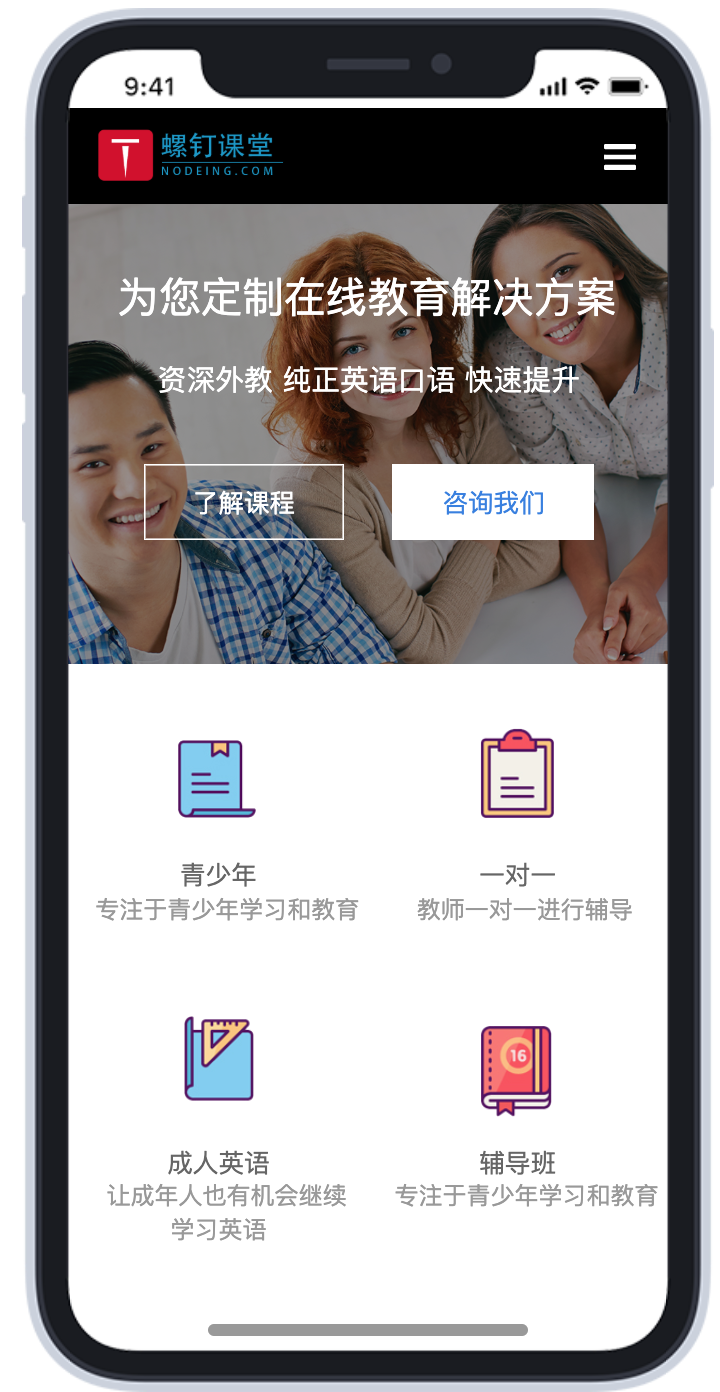 9:41
螺钉课堂
NODEING.COM
为您定制在线教育解决方案
资深外教 纯正英语口语 快速提升
了解课程
咨询我们
青少年
专注于青少年学习和教育
一对一
教师一对一进行辅导
16
成人英语
让成年人也有机会继续
学习英语
辅导班
专注于青少年学习和教育